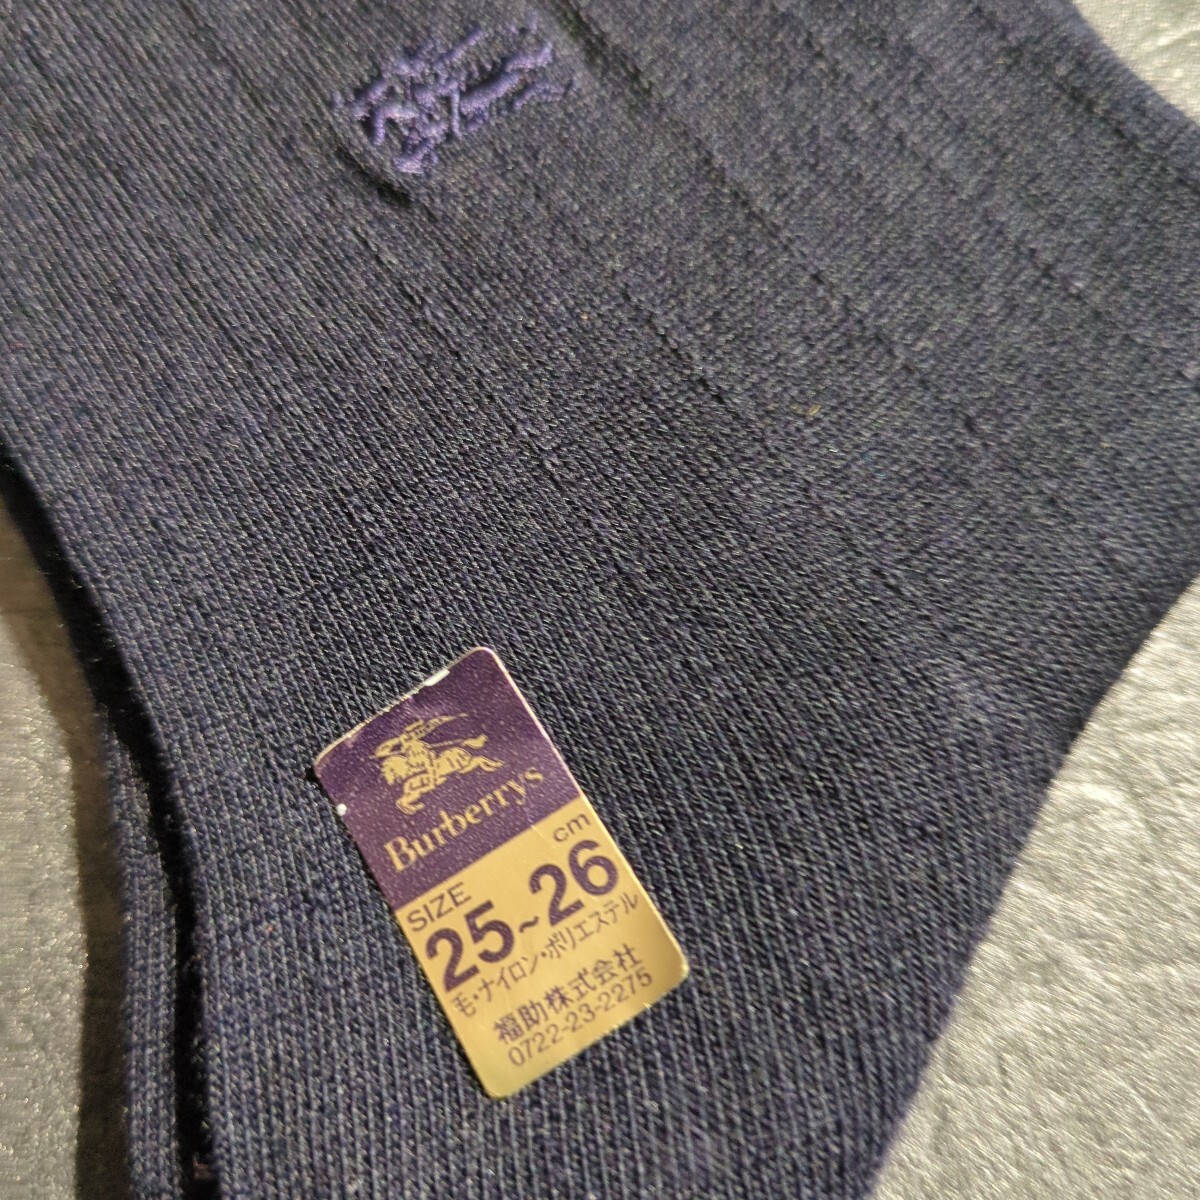 Burberrys
cm
SIZE
25~26
毛・ナイロン・ポリエステル
福助株式会社
0722-23-2275